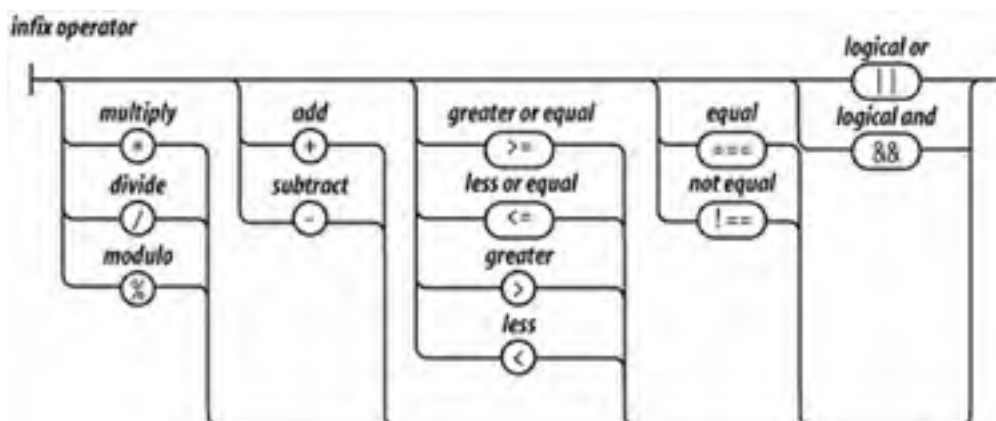 infix operator
logical or
||
multiply add greater or equal equal logical and
* + >= === &&
divide subtract less or equal not equal
/ - <= !==
modulo greater
% >
less
<